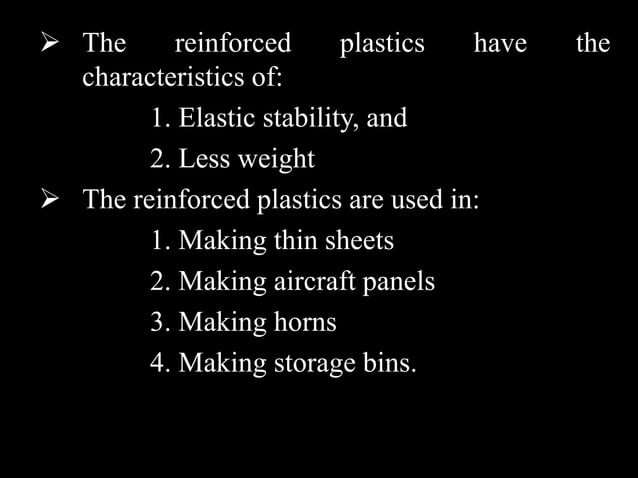 ➢ The reinforced plastics have the
characteristics of:
1. Elastic stability, and
2. Less weight
➢ The reinforced plastics are used in:
1. Making thin sheets
2. Making aircraft panels
3. Making horns
4. Making storage bins.